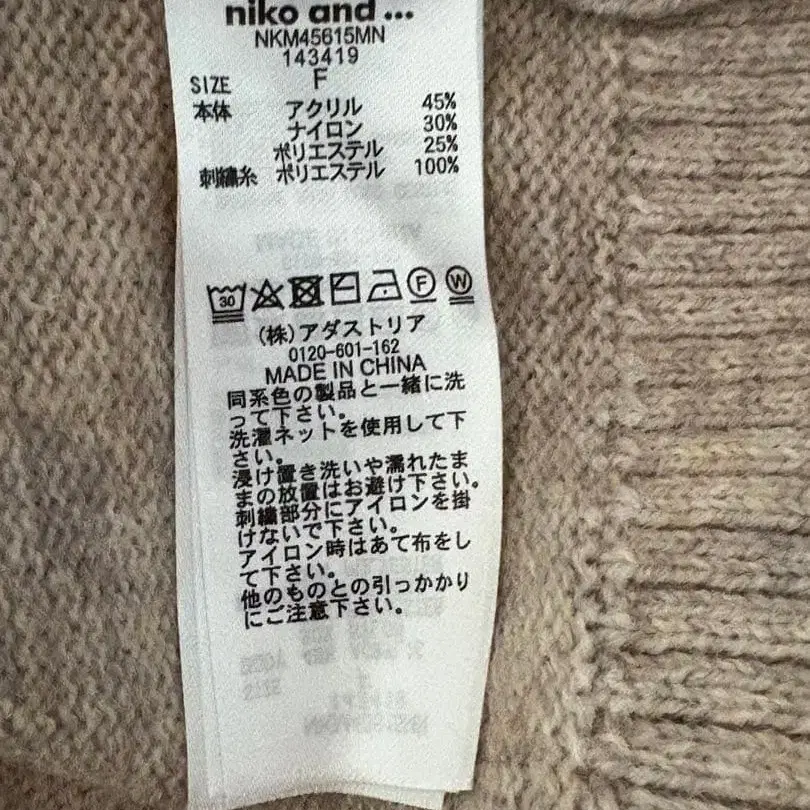 niko and ...
NKM45615MN
143419
SIZE F
本体 アクリル 45%
ナイロン 30%
ポリエステル 25%
刺繍糸 ポリエステル 100%
30 F W
(株)アダストリア
0120-601-162
MADE IN CHINA
同系色の製品と一緒に洗
って下さい。
洗濯ネットを使用して下
さい。
浸け置き洗いや濡れたま
まの放置はお避け下さい。
刺繍部分にアイロンを掛
けないで下さい。
アイロン時はあて布をし
て下さい。
他のものとの引っかかり
にご注意下さい。